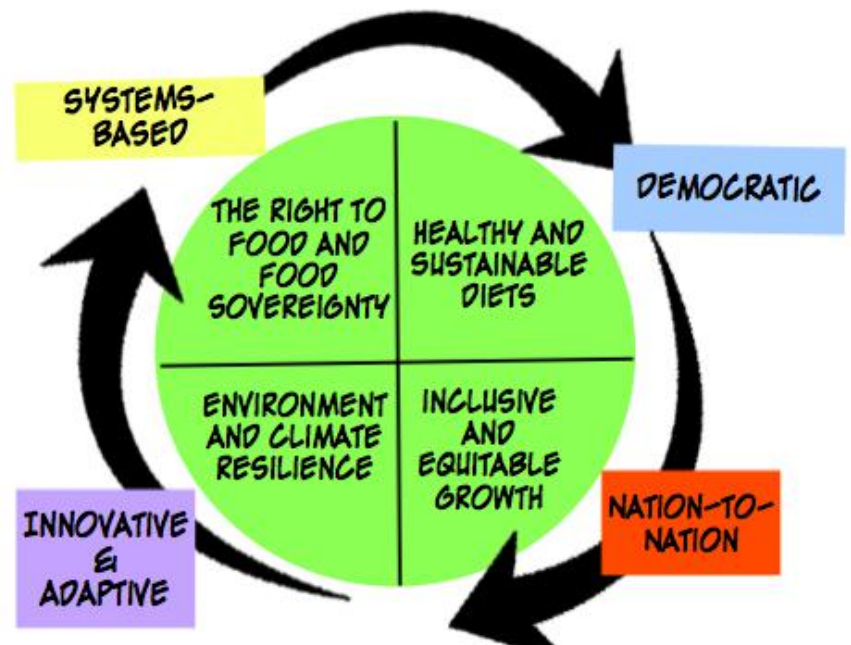 SYSTEMS-
BASED
DEMOCRATIC
THE RIGHT TO
FOOD AND
FOOD
SOVEREIGNTY
HEALTHY AND
SUSTAINABLE
DIETS
ENVIRONMENT
AND CLIMATE
RESILIENCE
INCLUSIVE
AND
EQUITABLE
GROWTH
INNOVATIVE
&
ADAPTIVE
NATION-TO-
NATION